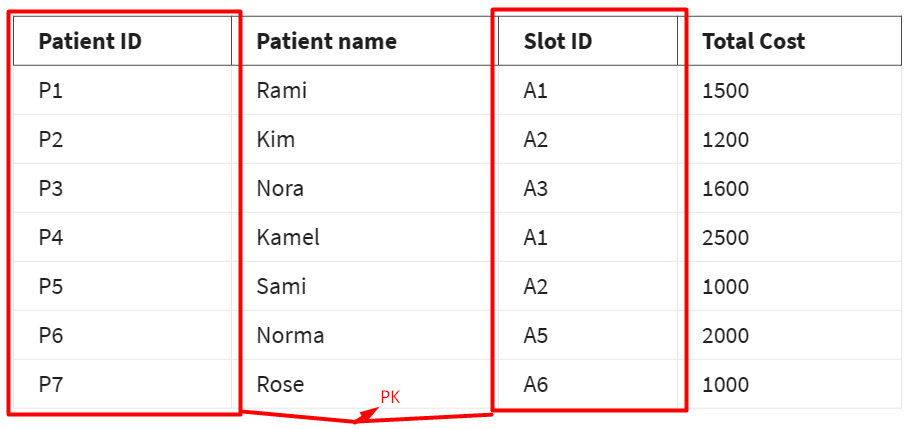 Patient ID Patient name Slot ID Total Cost
P1 Rami A1 1500
P2 Kim A2 1200
P3 Nora A3 1600
P4 Kamel A1 2500
P5 Sami A2 1000
P6 Norma A5 2000
P7 Rose A6 1000
PK